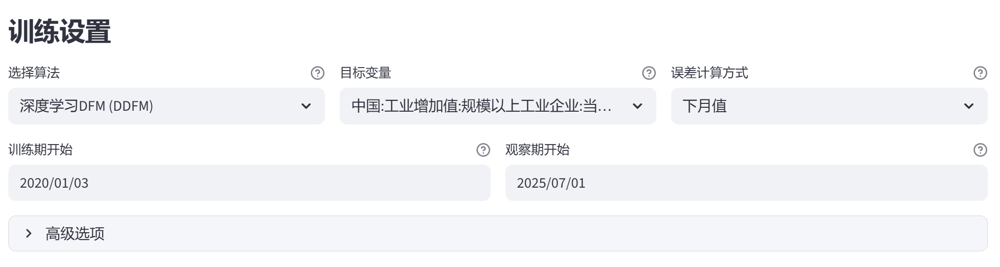 训练设置
选择算法
目标变量
误差计算方式
深度学习DFM (DDFM)
中国:工业增加值:规模以上工业企业:当...
下月值
训练期开始
观察期开始
2020/01/03
2025/07/01
高级选项